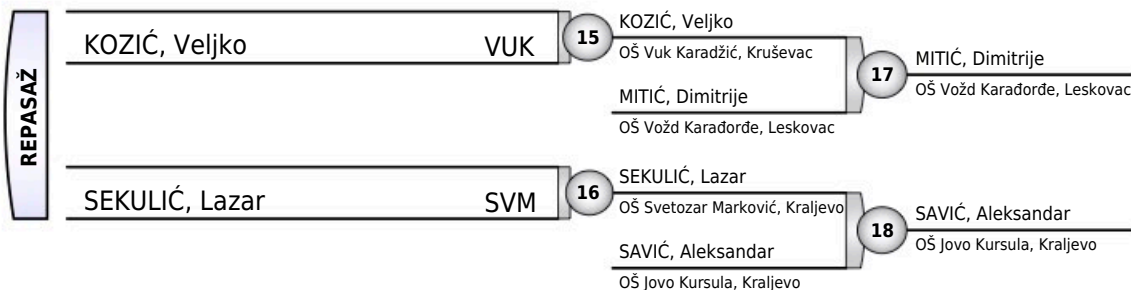 REPASAŽ
KOZIĆ, Veljko VUK
15
KOZIĆ, Veljko
OŠ Vuk Karadžić, Kruševac
MITIĆ, Dimitrije
OŠ Vožd Karađorđe, Leskovac
17
MITIĆ, Dimitrije
OŠ Vožd Karađorđe, Leskovac
SEKULIĆ, Lazar SVM
16
SEKULIĆ, Lazar
OŠ Svetozar Marković, Kraljevo
SAVIĆ, Aleksandar
OŠ Jovo Kursula, Kraljevo
18
SAVIĆ, Aleksandar
OŠ Jovo Kursula, Kraljevo